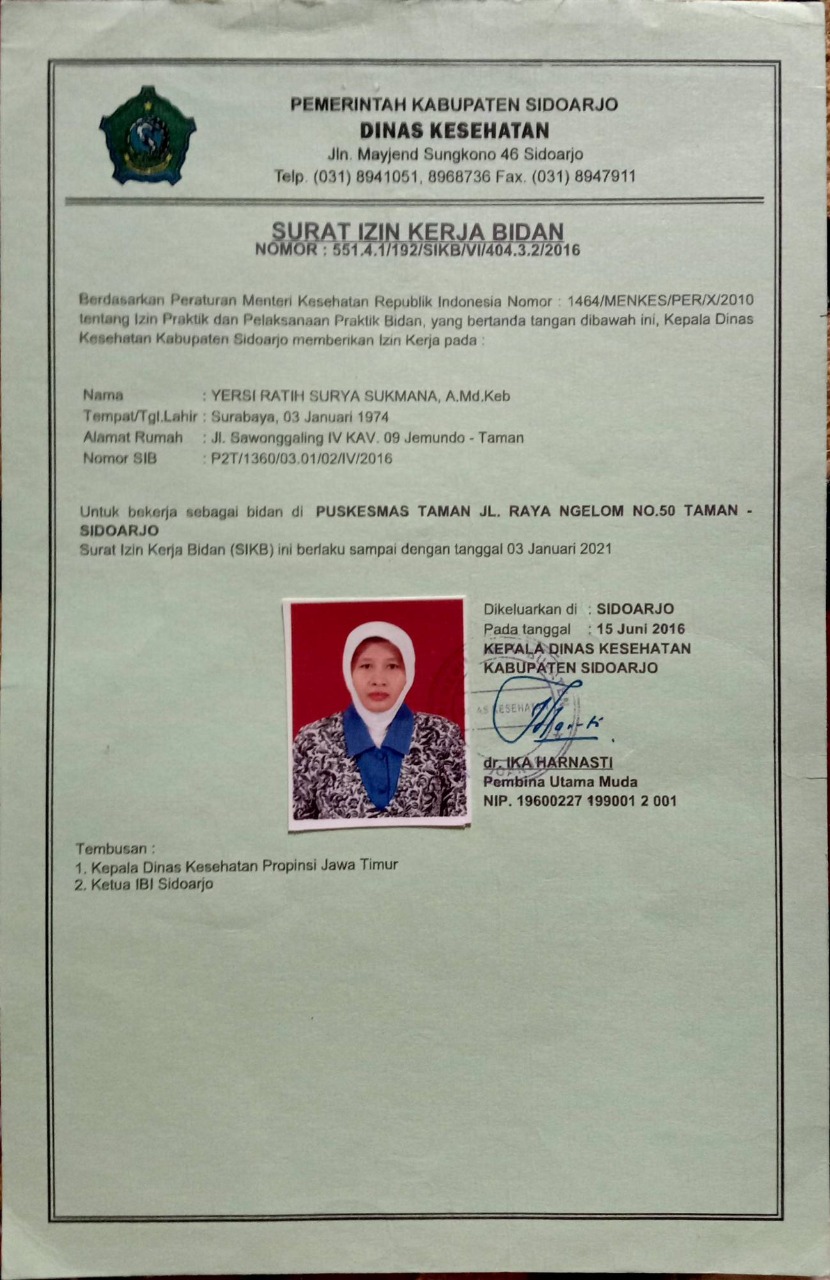 PEMERINTAH KABUPATEN SIDOARJO
DINAS KESEHATAN
Jln. Mayjend Sungkono 46 Sidoarjo
Telp. (031) 8941051, 8968736 Fax. (031) 8947911
SURAT IZIN KERJA BIDAN
NOMOR : 551.4.1/192/SIKB/VI/404.3.2/2016
Berdasarkan Peraturan Menteri Kesehatan Republik Indonesia Nomor : 1464/MENKES/PER/X/2010
tentang Izin Praktik dan Pelaksanaan Praktik Bidan, yang bertanda tangan dibawah ini, Kepala Dinas
Kesehatan Kabupaten Sidoarjo memberikan Izin Kerja pada :
Nama : YERSI RATIH SURYA SUKMANA, A.Md.Keb
Tempat/Tgl.Lahir : Surabaya, 03 Januari 1974
Alamat Rumah : Jl. Sawonggaling IV KAV. 09 Jemundo - Taman
Nomor SIB : P2T/1360/03.01/02/IV/2016
Untuk bekerja sebagai bidan di PUSKESMAS TAMAN JL. RAYA NGELOM NO.50 TAMAN -
SIDOARJO
Surat Izin Kerja Bidan (SIKB) ini berlaku sampai dengan tanggal 03 Januari 2021
Dikeluarkan di : SIDOARJO
Pada tanggal : 15 Juni 2016
KEPALA DINAS KESEHATAN
KABUPATEN SIDOARJO
dr. IKA HARNASTI
Pembina Utama Muda
NIP. 19600227 199001 2 001
Tembusan :
1. Kepala Dinas Kesehatan Propinsi Jawa Timur
2. Ketua IBI Sidoarjo